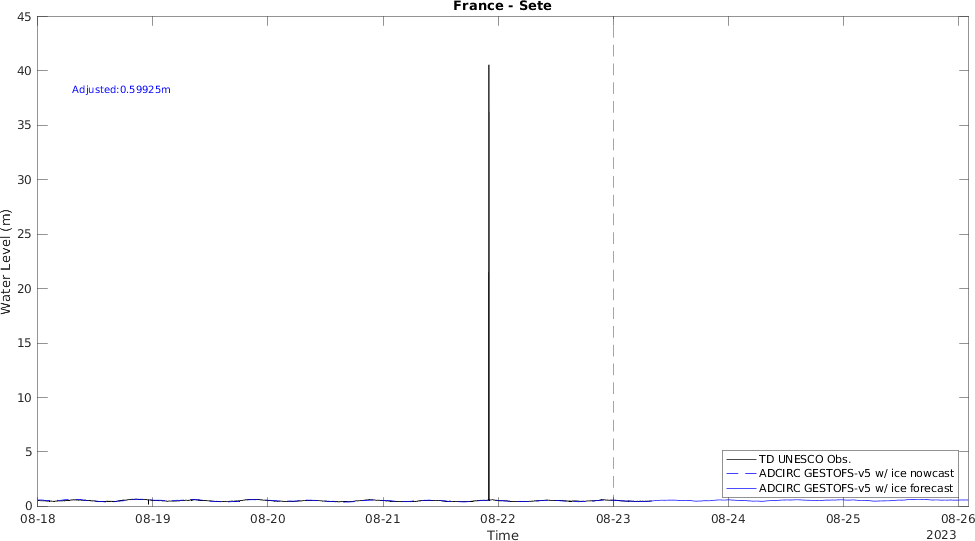 France - Sete
45
40
35
30
25
20
15
10
5
0
Water Level (m)
Adjusted:0.59925m
TD UNESCO Obs.
ADCIRC GESTOFS-v5 w/ ice nowcast
ADCIRC GESTOFS-v5 w/ ice forecast
08-18 08-19 08-20 08-21 08-22 08-23 08-24 08-25 08-26
Time
2023